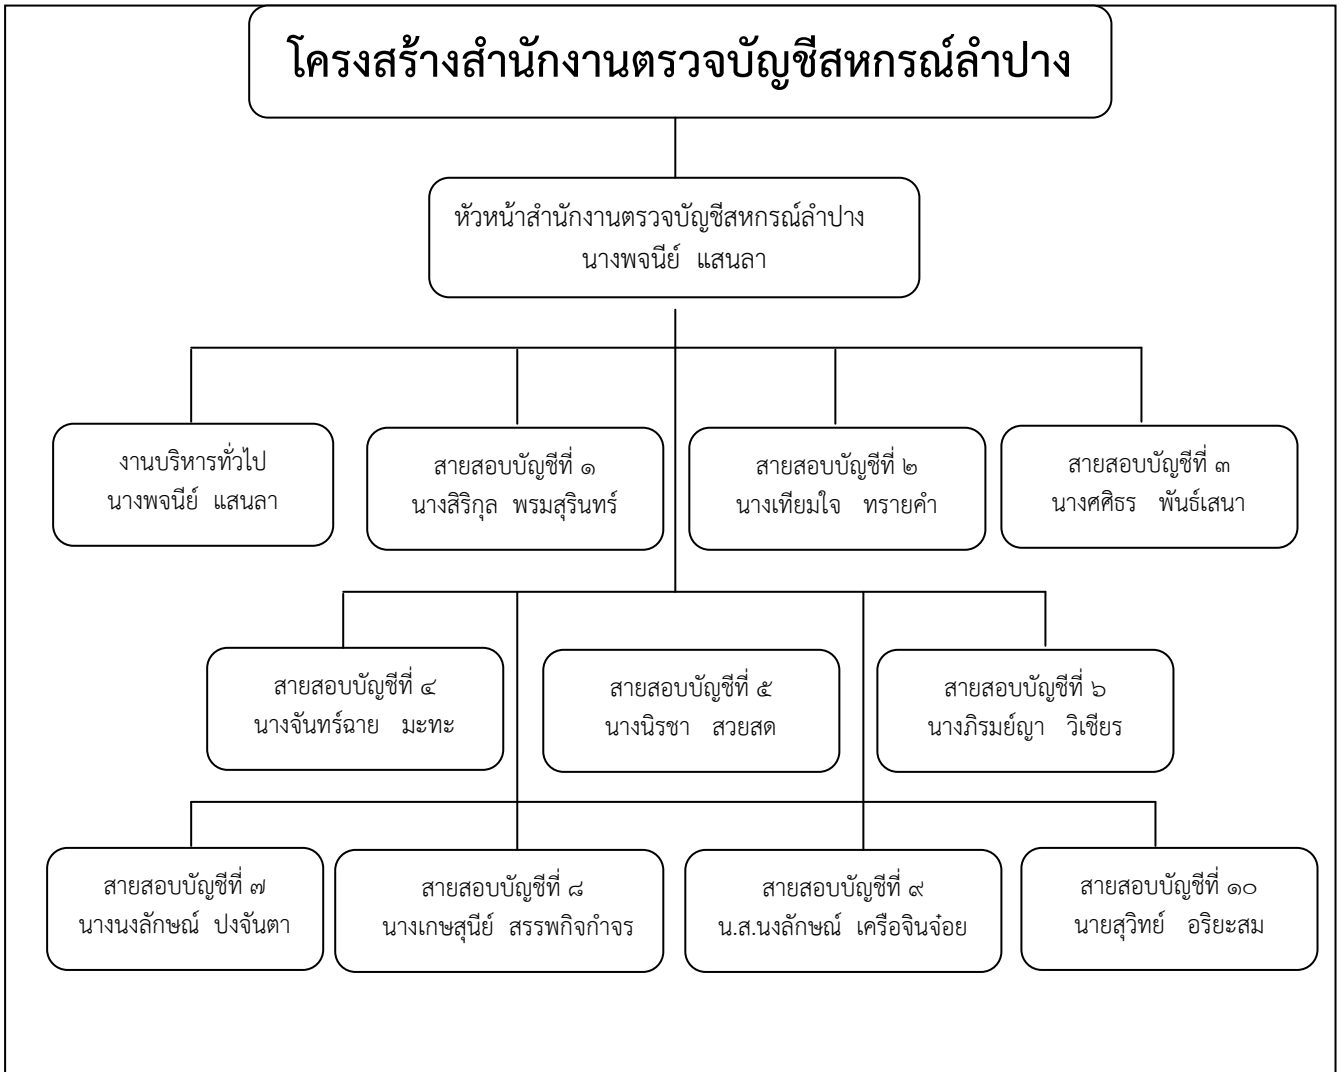 โครงสร้างสำนักงานตรวจบัญชีสหกรณ์ลำปาง
หัวหน้าสำนักงานตรวจบัญชีสหกรณ์ลำปาง
นางพจนีย์ แสนลา
งานบริหารทั่วไป
นางพจนีย์ แสนลา
สายสอบบัญชีที่ ๑
นางสิริกุล พรมสุรินทร์
สายสอบบัญชีที่ ๒
นางเทียมใจ ทรายคำ
สายสอบบัญชีที่ ๓
นางศศิธร พันธ์เสนา
สายสอบบัญชีที่ ๔
นางจันทร์ฉาย มะทะ
สายสอบบัญชีที่ ๕
นางนิรชา สวยสด
สายสอบบัญชีที่ ๖
นางภิรมย์ญา วิเชียร
สายสอบบัญชีที่ ๗
นางนงลักษณ์ ปงจันตา
สายสอบบัญชีที่ ๘
นางเกษสุนีย์ สรรพกิจกำจร
สายสอบบัญชีที่ ๙
น.ส.นงลักษณ์ เครือจินจ๋อย
สายสอบบัญชีที่ ๑๐
นายสุวิทย์ อริยะสม